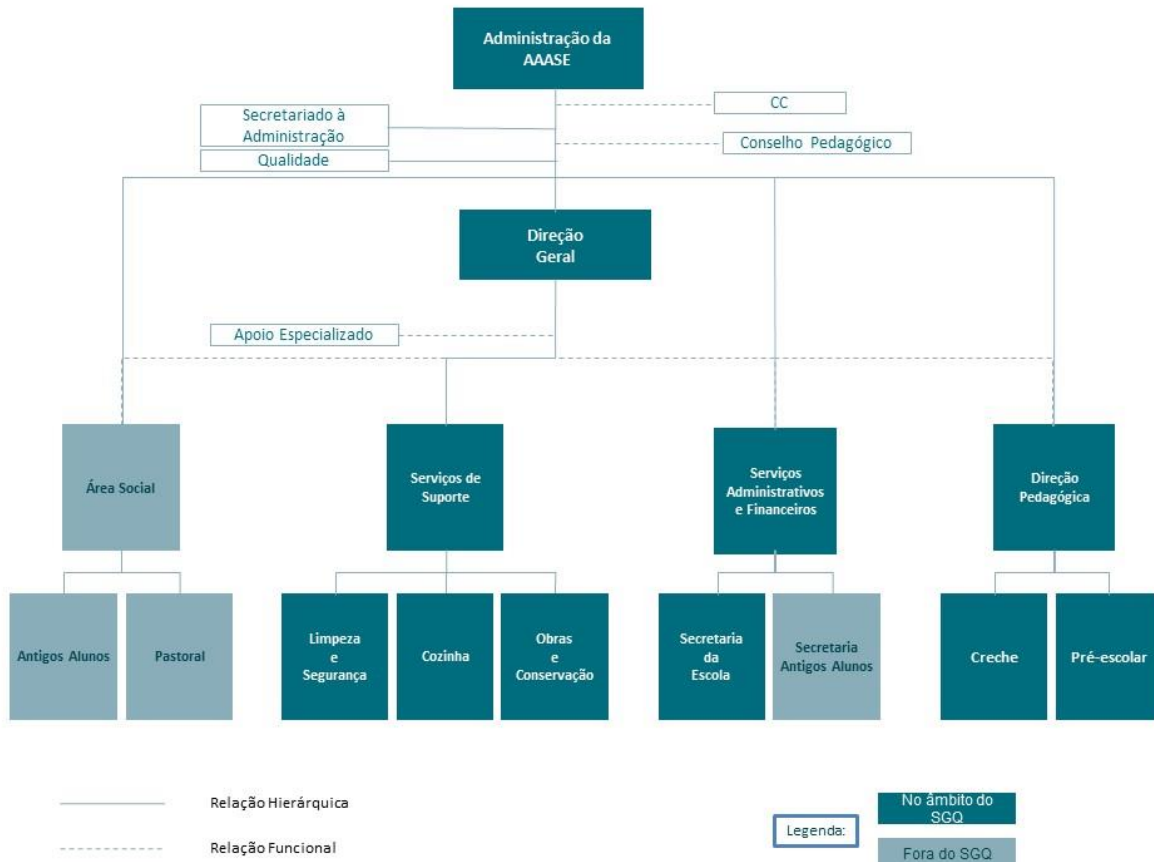 Administração da
AAASE
CC
Secretariado à
Administração
Conselho Pedagógico
Qualidade
Direção
Geral
Apoio Especializado
Área Social
Serviços de
Suporte
Serviços
Administrativos
e Financeiros
Direção
Pedagógica
Antigos Alunos
Pastoral
Limpeza
e
Segurança
Cozinha
Obras
e
Conservação
Secretaria
da
Escola
Secretaria
Antigos Alunos
Creche
Pré-escolar
Relação Hierárquica
Relação Funcional
Legenda:
No âmbito do
SGQ
Fora do SGQ